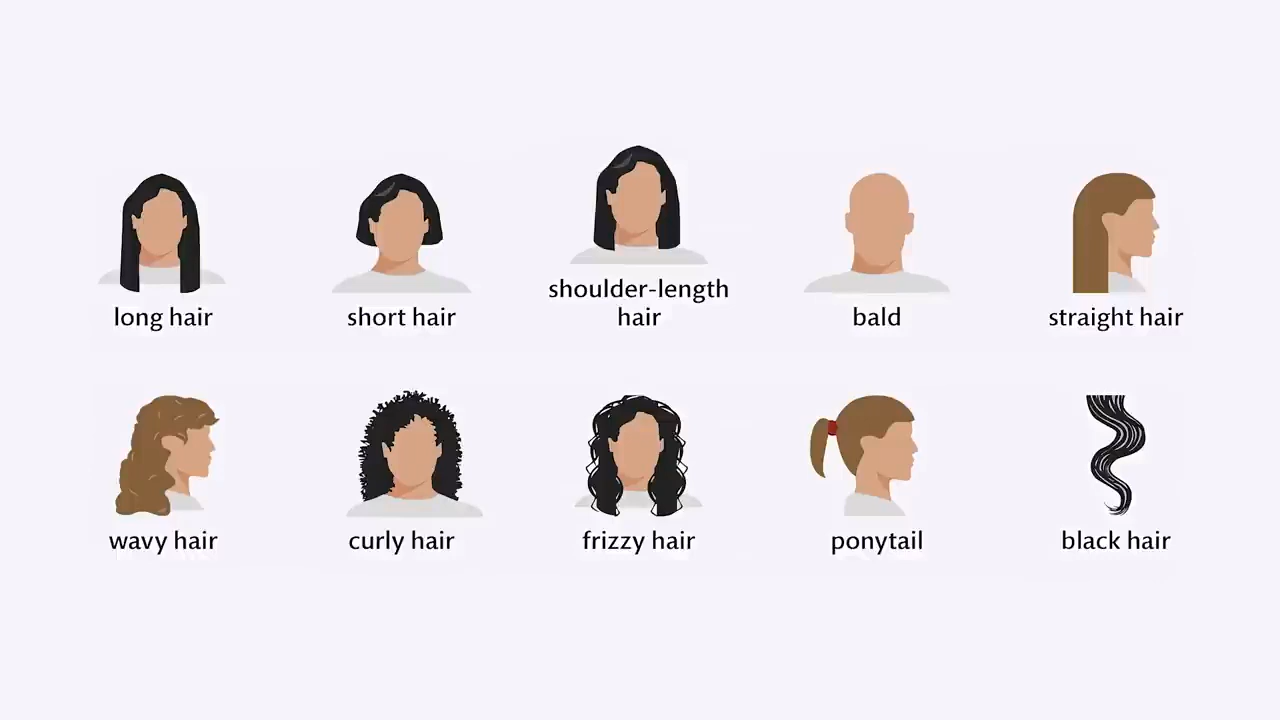 long hair
short hair
shoulder-length
hair
bald
straight hair
wavy hair
curly hair
frizzy hair
ponytail
black hair